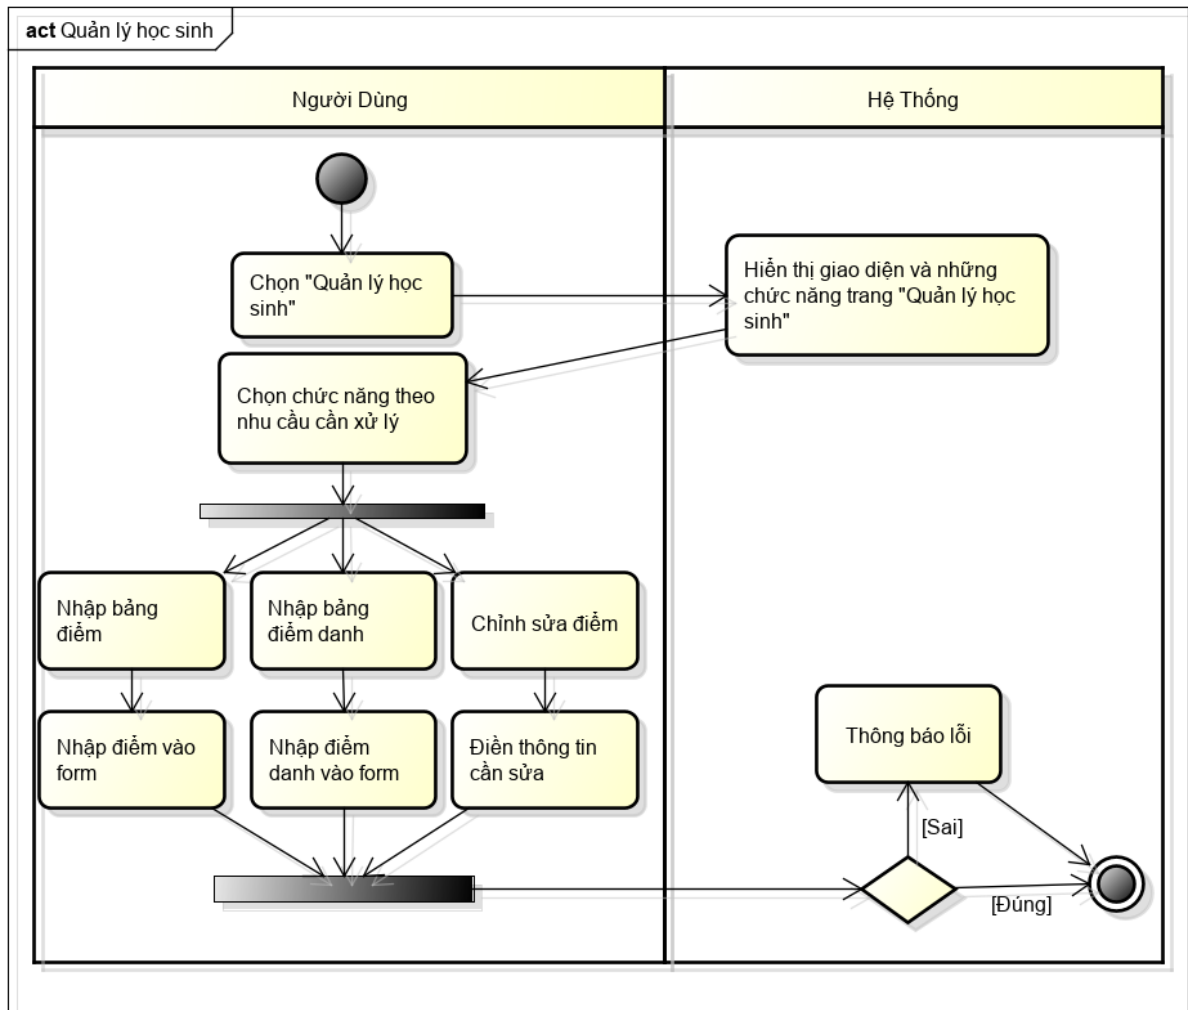 act Quản lý học sinh
Người Dùng
Hệ Thống
Chọn "Quản lý học
sinh"
Hiển thị giao diện và những
chức năng trang "Quản lý học
sinh"
Chọn chức năng theo
nhu cầu cần xử lý
Nhập bảng
điểm
Nhập bảng
điểm danh
Chỉnh sửa điểm
Nhập điểm vào
form
Nhập điểm
danh vào form
Điền thông tin
cần sửa
Thông báo lỗi
[Sai]
[Đúng]